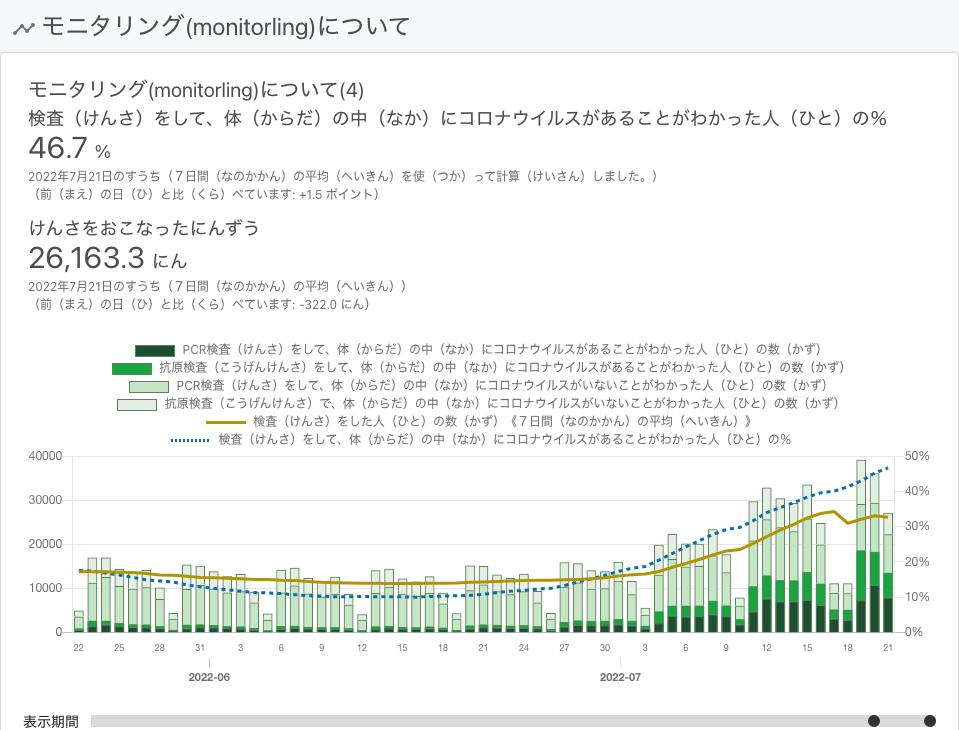 モニタリング(monitorling)について
モニタリング(monitorling)について(4)
検査（けんさ）をして、体（からだ）の中（なか）にコロナウイルスがあることがわかった人（ひと）の％
46.7 %
2022年7月21日のすうち（７日間（なのかかん）の平均（へいきん）を使（つか）って計算（けいさん）しました。）
（前（まえ）の日（ひ）と比（くら）べています: +1.5 ポイント）
けんさをおこなったにんずう
26,163.3 にん
2022年7月21日のすうち（７日間（なのかかん）の平均（へいきん））
（前（まえ）の日（ひ）と比（くら）べています: -322.0 にん）
PCR検査（けんさ）をして、体（からだ）の中（なか）にコロナウイルスがあることがわかった人（ひと）の数（かず）
抗原検査（こうげんけんさ）をして、体（からだ）の中（なか）にコロナウイルスがあることがわかった人（ひと）の数（かず）
PCR検査（けんさ）をして、体（からだ）の中（なか）にコロナウイルスがいないことがわかった人（ひと）の数（かず）
抗原検査（こうげんけんさ）で、体（からだ）の中（なか）にコロナウイルスがいないことがわかった人（ひと）の数（かず）
検査（けんさ）をした人（ひと）の数（かず）《７日間（なのかかん）の平均（へいきん）》
検査（けんさ）をして、体（からだ）の中（なか）にコロナウイルスがあることがわかった人（ひと）の％
40000 50%
40%
30000
30%
20000
20%
10000
10%
0 0%
22 25 28 31 3 6 9 12 15 18 21 24 27 30 3 6 9 12 15 18 21
2022-06 2022-07
表示期間